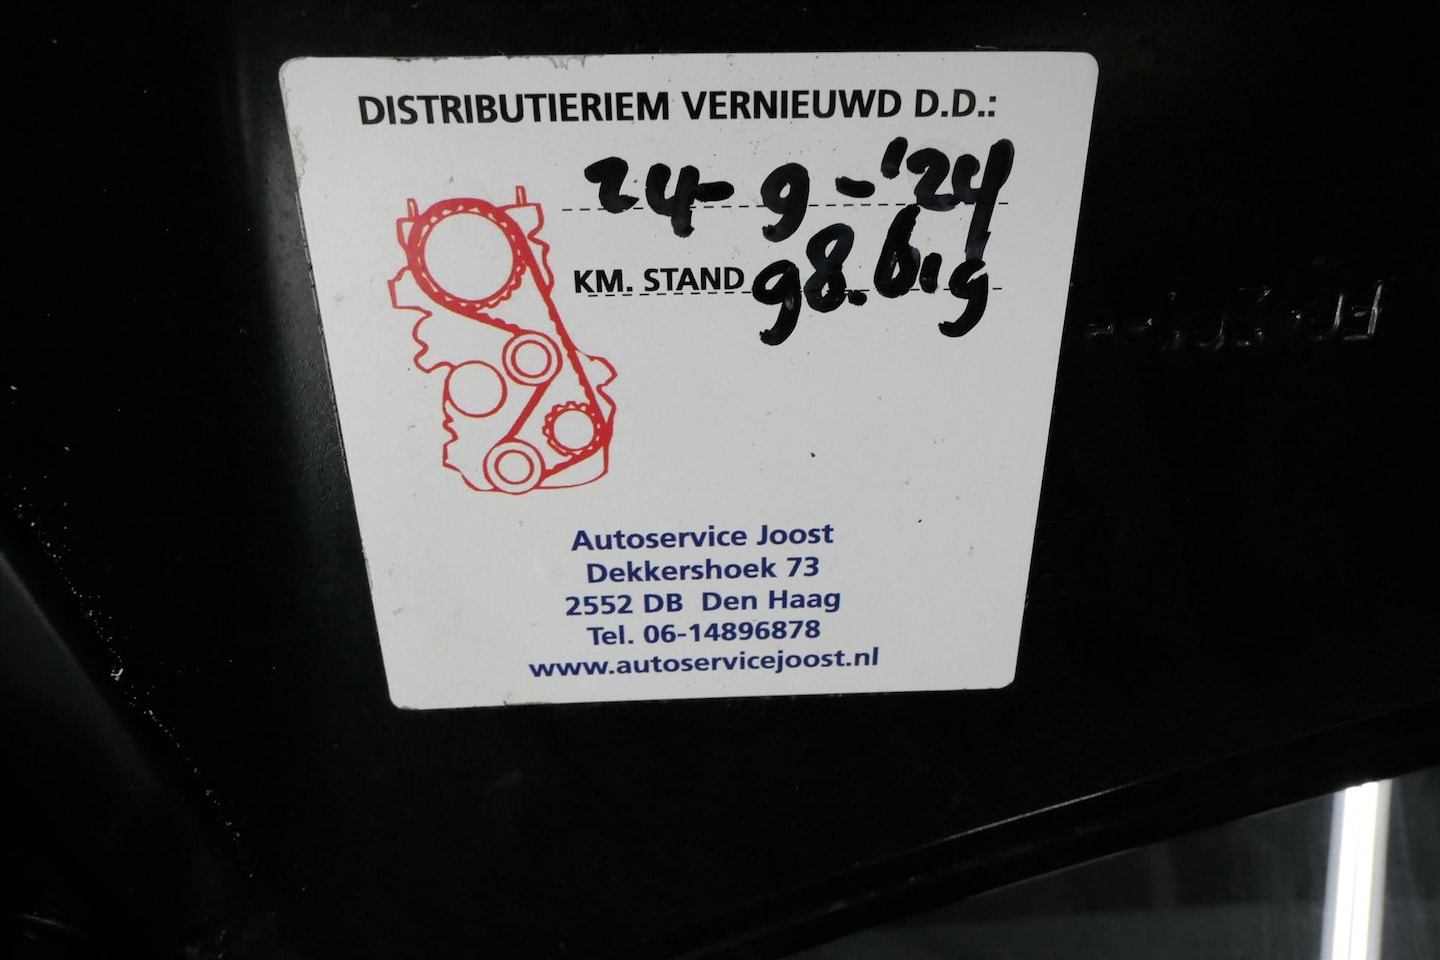 DISTRIBUTIERIEM VERNIEUWD D.D.:
24-9-'24
KM. STAND 98.619
Autoservice Joost
Dekkershoek 73
2552 DB Den Haag
Tel. 06-14896878
www.autoservicejoost.nl